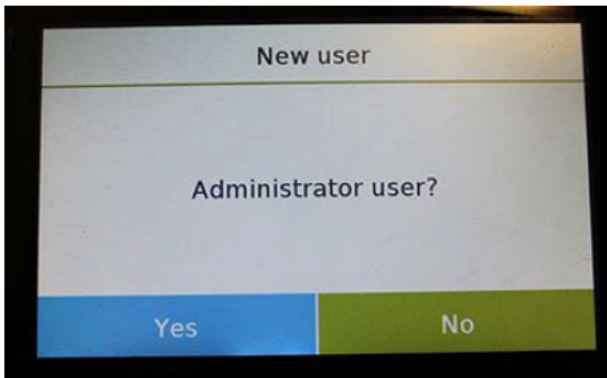 New user
Administrator user?
Yes No